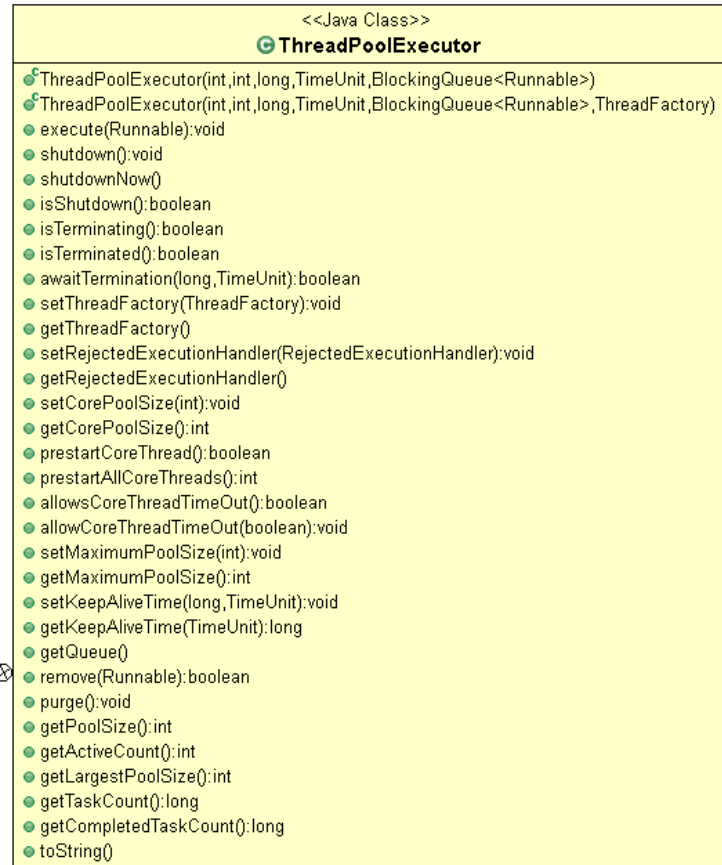 <<Java Class>>
ThreadPoolExecutor
ThreadPoolExecutor(int,int,long,TimeUnit,BlockingQueue<Runnable>)
ThreadPoolExecutor(int,int,long,TimeUnit,BlockingQueue<Runnable>,ThreadFactory)
execute(Runnable):void
shutdown():void
shutdownNow()
isShutdown():boolean
isTerminating():boolean
isTerminated():boolean
awaitTermination(long,TimeUnit):boolean
setThreadFactory(ThreadFactory):void
getThreadFactory()
setRejectedExecutionHandler(RejectedExecutionHandler):void
getRejectedExecutionHandler()
setCorePoolSize(int):void
getCorePoolSize():int
prestartCoreThread():boolean
prestartAllCoreThreads():int
allowsCoreThreadTimeOut():boolean
allowCoreThreadTimeOut(boolean):void
setMaximumPoolSize(int):void
getMaximumPoolSize():int
setKeepAliveTime(long,TimeUnit):void
getKeepAliveTime(TimeUnit):long
getQueue()
remove(Runnable):boolean
purge():void
getPoolSize():int
getActiveCount():int
getLargestPoolSize():int
getTaskCount():long
getCompletedTaskCount():long
toString()